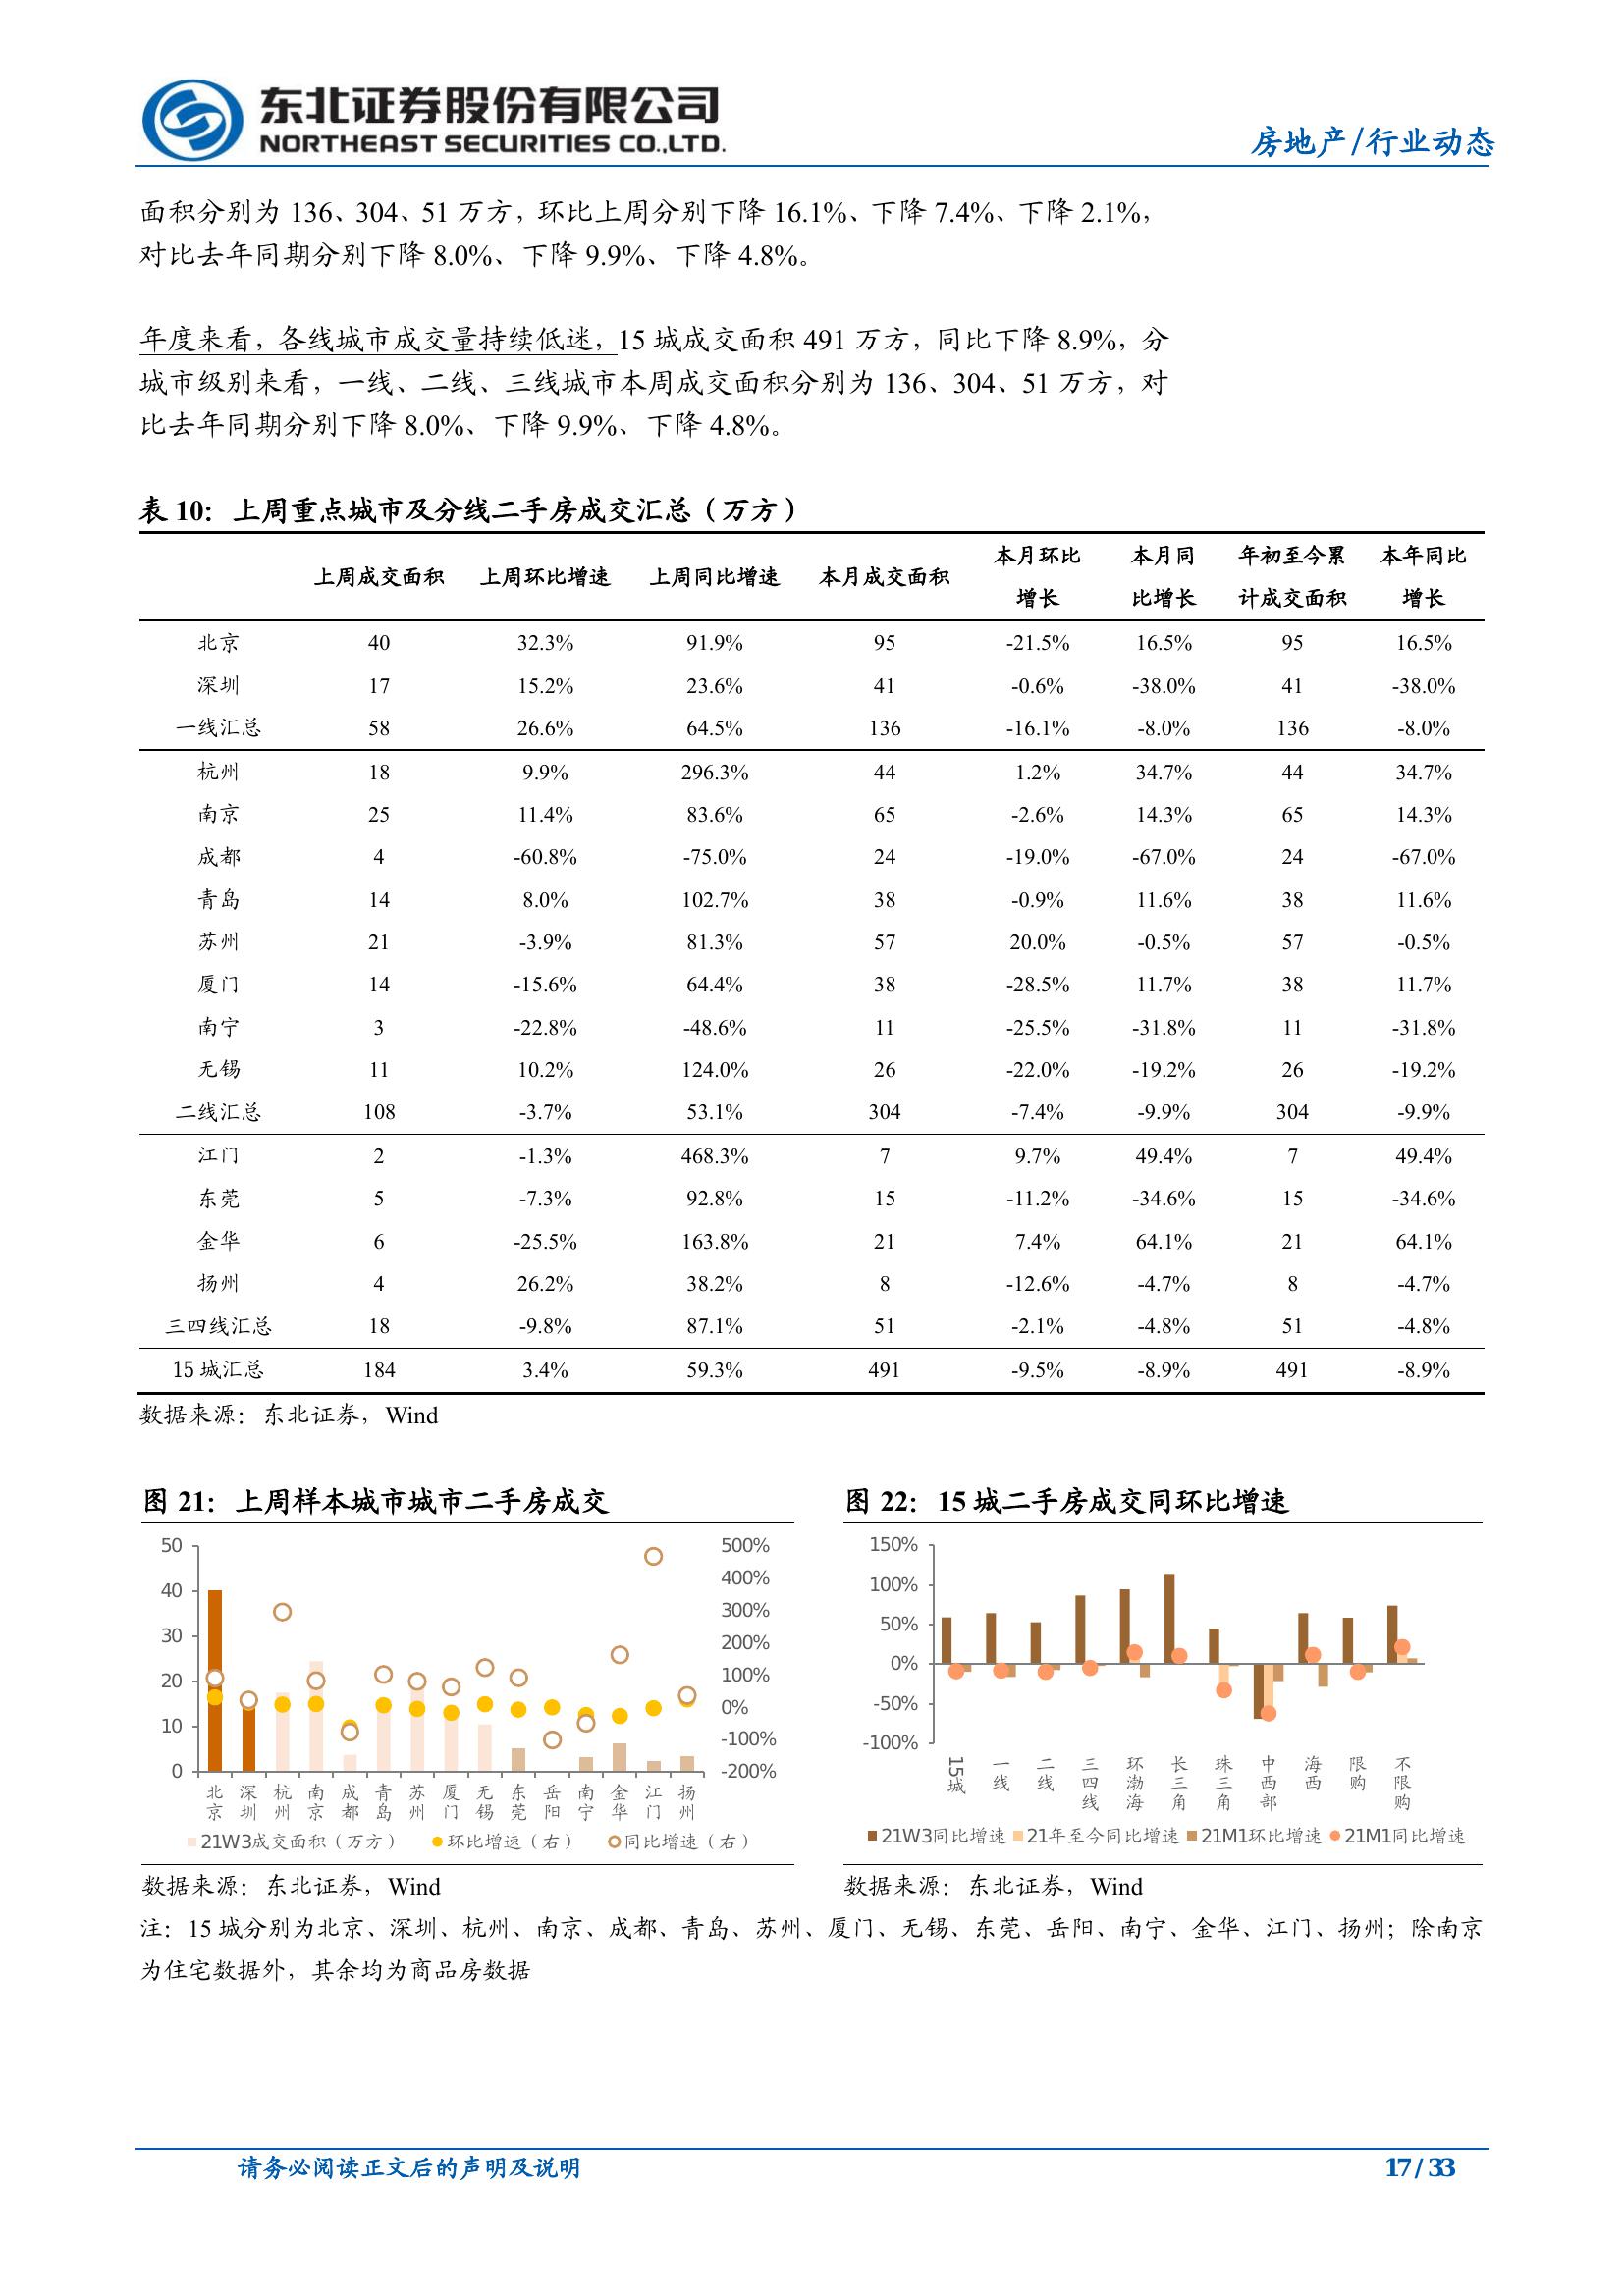 东北证券股份有限公司
NORTHEAST SECURITIES CO.,LTD.
房地产/行业动态
面积分别为 136、304、51 万方，环比上周分别下降 16.1%、下降 7.4%、下降 2.1%，
对比去年同期分别下降 8.0%、下降 9.9%、下降 4.8%。
年度来看，各线城市成交量持续低迷，15 城成交面积 491 万方，同比下降 8.9%，分
城市级别来看，一线、二线、三线城市本周成交面积分别为 136、304、51 万方，对
比去年同期分别下降 8.0%、下降 9.9%、下降 4.8%。
表 10：上周重点城市及分线二手房成交汇总（万方）
上周成交面积 上周环比增速 上周同比增速 本月成交面积 本月环比增长 本月同比增长 年初至今累计成交面积 本年同比增长
北京 40 32.3% 91.9% 95 -21.5% 16.5% 95 16.5%
深圳 17 15.2% 23.6% 41 -0.6% -38.0% 41 -38.0%
一线汇总 58 26.6% 64.5% 136 -16.1% -8.0% 136 -8.0%
杭州 18 9.9% 296.3% 44 1.2% 34.7% 44 34.7%
南京 25 11.4% 83.6% 65 -2.6% 14.3% 65 14.3%
成都 4 -60.8% -75.0% 24 -19.0% -67.0% 24 -67.0%
青岛 14 8.0% 102.7% 38 -0.9% 11.6% 38 11.6%
苏州 21 -3.9% 81.3% 57 20.0% -0.5% 57 -0.5%
厦门 14 -15.6% 64.4% 38 -28.5% 11.7% 38 11.7%
南宁 3 -22.8% -48.6% 11 -25.5% -31.8% 11 -31.8%
无锡 11 10.2% 124.0% 26 -22.0% -19.2% 26 -19.2%
二线汇总 108 -3.7% 53.1% 304 -7.4% -9.9% 304 -9.9%
江门 2 -1.3% 468.3% 7 9.7% 49.4% 7 49.4%
东莞 5 -7.3% 92.8% 15 -11.2% -34.6% 15 -34.6%
金华 6 -25.5% 163.8% 21 7.4% 64.1% 21 64.1%
扬州 4 26.2% 38.2% 8 -12.6% -4.7% 8 -4.7%
三四线汇总 18 -9.8% 87.1% 51 -2.1% -4.8% 51 -4.8%
15 城汇总 184 3.4% 59.3% 491 -9.5% -8.9% 491 -8.9%
数据来源：东北证券，Wind
图 21：上周样本城市城市二手房成交
50
40
30
20
10
0
500%
400%
300%
200%
100%
0%
-100%
-200%
北京 深圳 杭州 南京 成都 青岛 苏州 厦门 无锡 东莞 岳阳 南宁 金华 江门 扬州
21W3成交面积（万方） 环比增速（右） 同比增速（右）
数据来源：东北证券，Wind
图 22：15 城二手房成交同环比增速
150%
100%
50%
0%
-50%
-100%
15城 一线 二线 三四线 环渤海 长三角 珠三角 中西部 海西 限购 不限购
21W3同比增速 21年至今同比增速 21M1环比增速 21M1同比增速
数据来源：东北证券，Wind
注：15 城分别为北京、深圳、杭州、南京、成都、青岛、苏州、厦门、无锡、东莞、岳阳、南宁、金华、江门、扬州；除南京
为住宅数据外，其余均为商品房数据
请务必阅读正文后的声明及说明
17 / 33